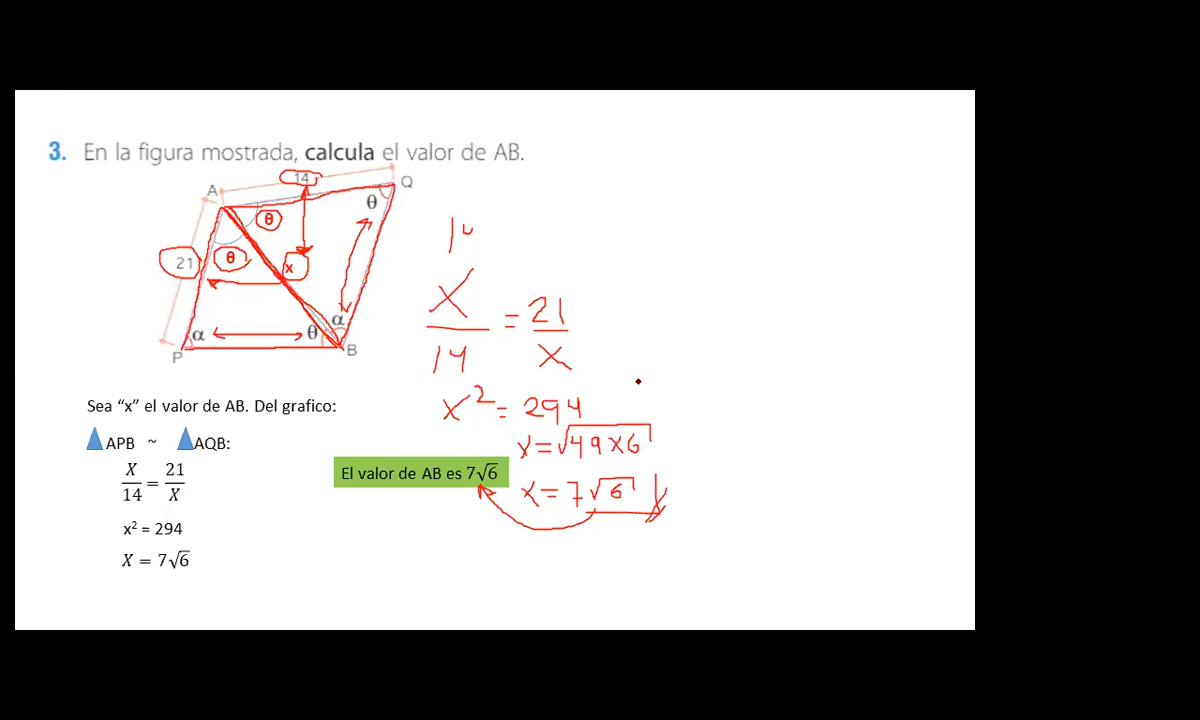 3. En la figura mostrada, calcula el valor de AB.
14
A
Q
θ
θ
θ
21
x
α
α
θ
P
B
14
X/14 = 21/X
x² = 294
x = √49x6
x = 7√6
Sea “x” el valor de AB. Del grafico:
APB ~ AQB:
X/14 = 21/X
El valor de AB es 7√6
x² = 294
X = 7√6